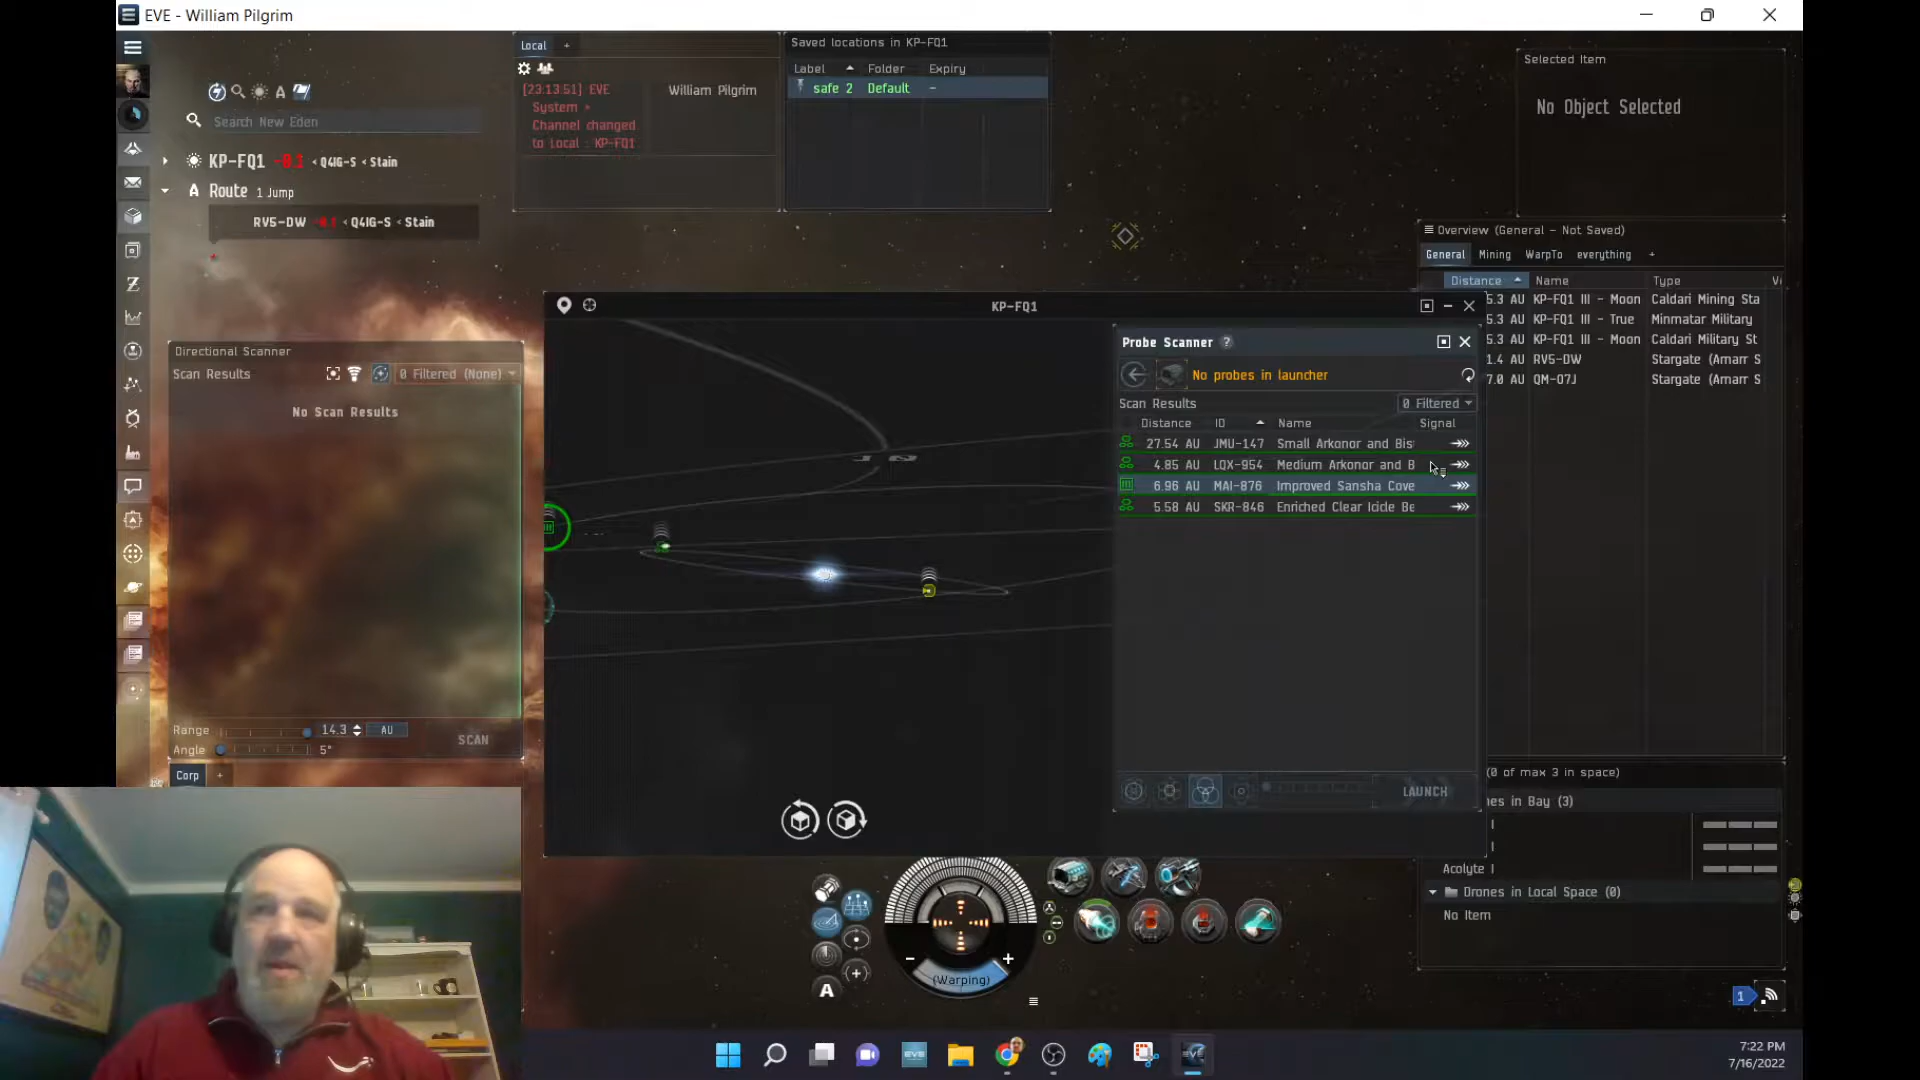 EVE - William Pilgrim
Local +
[23:13:51] EVE
System >
Channel changed
to Local : KP-FQ1
William Pilgrim
Saved locations in KP-FQ1
Label Folder Expiry
safe 2 Default -
Selected Item
No Object Selected
Search New Eden
KP-FQ1 -0.1 < Q4IG-S < Stain
A Route 1 Jump
RV5-DW -0.1 < Q4IG-S < Stain
Overview (General - Not Saved)
General Mining WarpTo everything +
Distance Name Type
5.3 AU KP-FQ1 III - Moon Caldari Mining Sta
5.3 AU KP-FQ1 III - True Minmatar Military
5.3 AU KP-FQ1 III - Moon Caldari Military St
1.4 AU RV5-DW Stargate (Amarr S
7.0 AU QM-O7J Stargate (Amarr S
KP-FQ1
Directional Scanner
Scan Results 0 Filtered (None)
No Scan Results
Range 14.3 AU
Angle 5°
SCAN
Probe Scanner ?
No probes in launcher
Scan Results 0 Filtered
Distance ID Name Signal
27.54 AU JMU-147 Small Arkonor and Bis
4.85 AU LQX-954 Medium Arkonor and B
6.96 AU MAI-876 Improved Sansha Cove
5.58 AU SKR-846 Enriched Clear Icicle Be
LAUNCH
Corp +
(0 of max 3 in space)
nes in Bay (3)
Acolyte I
Drones in Local Space (0)
No Item
(Warping)
A
1
EVE
7:22 PM
7/16/2022